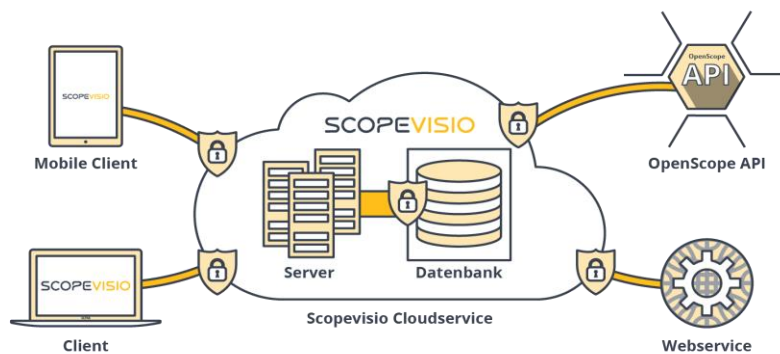 OpenScope
API
SCOPEVISIO
SCOPEVISIO
Mobile Client
OpenScope API
Server
Datenbank
SCOPEVISIO
Scopevisio Cloudservice
Client
Webservice